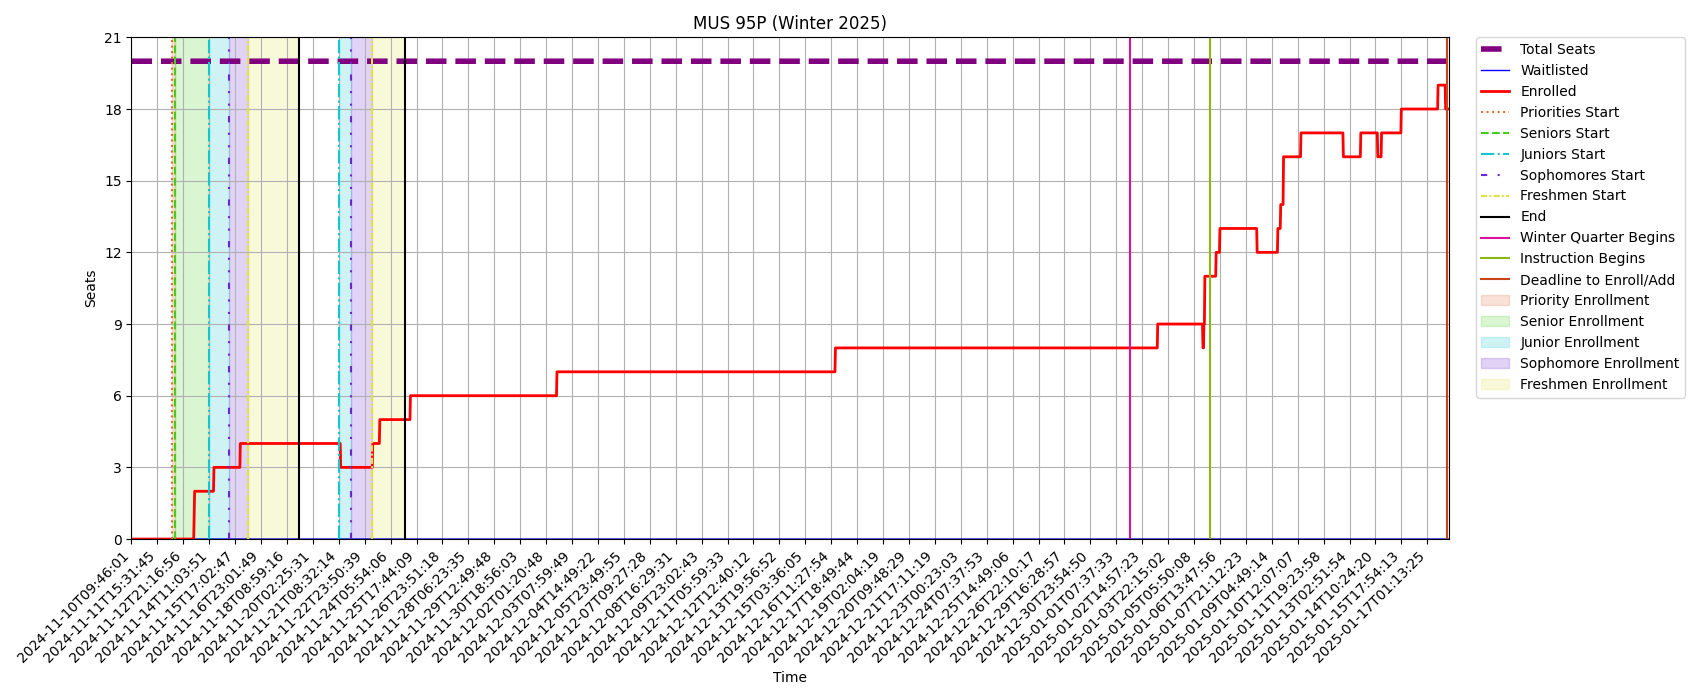 MUS 95P (Winter 2025)
21
18
15
12
9
6
3
0
Seats
2024-11-10T09:46:01
2024-11-11T15:31:45
2024-11-12T21:16:56
2024-11-14T11:03:51
2024-11-15T17:02:47
2024-11-16T23:01:49
2024-11-18T08:59:16
2024-11-20T02:25:31
2024-11-21T08:32:14
2024-11-22T23:50:39
2024-11-24T05:54:06
2024-11-25T17:44:09
2024-11-26T23:51:18
2024-11-28T06:23:35
2024-11-29T12:49:48
2024-11-30T18:56:03
2024-12-02T01:20:48
2024-12-03T07:59:49
2024-12-04T14:49:22
2024-12-05T23:49:55
2024-12-07T09:27:28
2024-12-08T16:29:31
2024-12-09T23:02:43
2024-12-11T05:59:33
2024-12-12T12:40:12
2024-12-13T19:56:52
2024-12-15T03:36:05
2024-12-16T11:27:54
2024-12-17T18:49:44
2024-12-19T02:04:19
2024-12-20T09:48:29
2024-12-21T17:11:19
2024-12-23T00:23:03
2024-12-24T07:37:53
2024-12-25T14:49:06
2024-12-26T22:10:17
2024-12-29T16:28:57
2024-12-30T23:54:50
2025-01-01T07:37:33
2025-01-02T14:57:23
2025-01-03T22:15:02
2025-01-05T05:50:08
2025-01-06T13:47:56
2025-01-07T21:12:23
2025-01-09T04:49:14
2025-01-10T12:07:07
2025-01-11T19:23:58
2025-01-13T02:51:54
2025-01-14T10:24:20
2025-01-15T17:54:13
2025-01-17T01:13:25
Time
Total Seats
Waitlisted
Enrolled
Priorities Start
Seniors Start
Juniors Start
Sophomores Start
Freshmen Start
End
Winter Quarter Begins
Instruction Begins
Deadline to Enroll/Add
Priority Enrollment
Senior Enrollment
Junior Enrollment
Sophomore Enrollment
Freshmen Enrollment